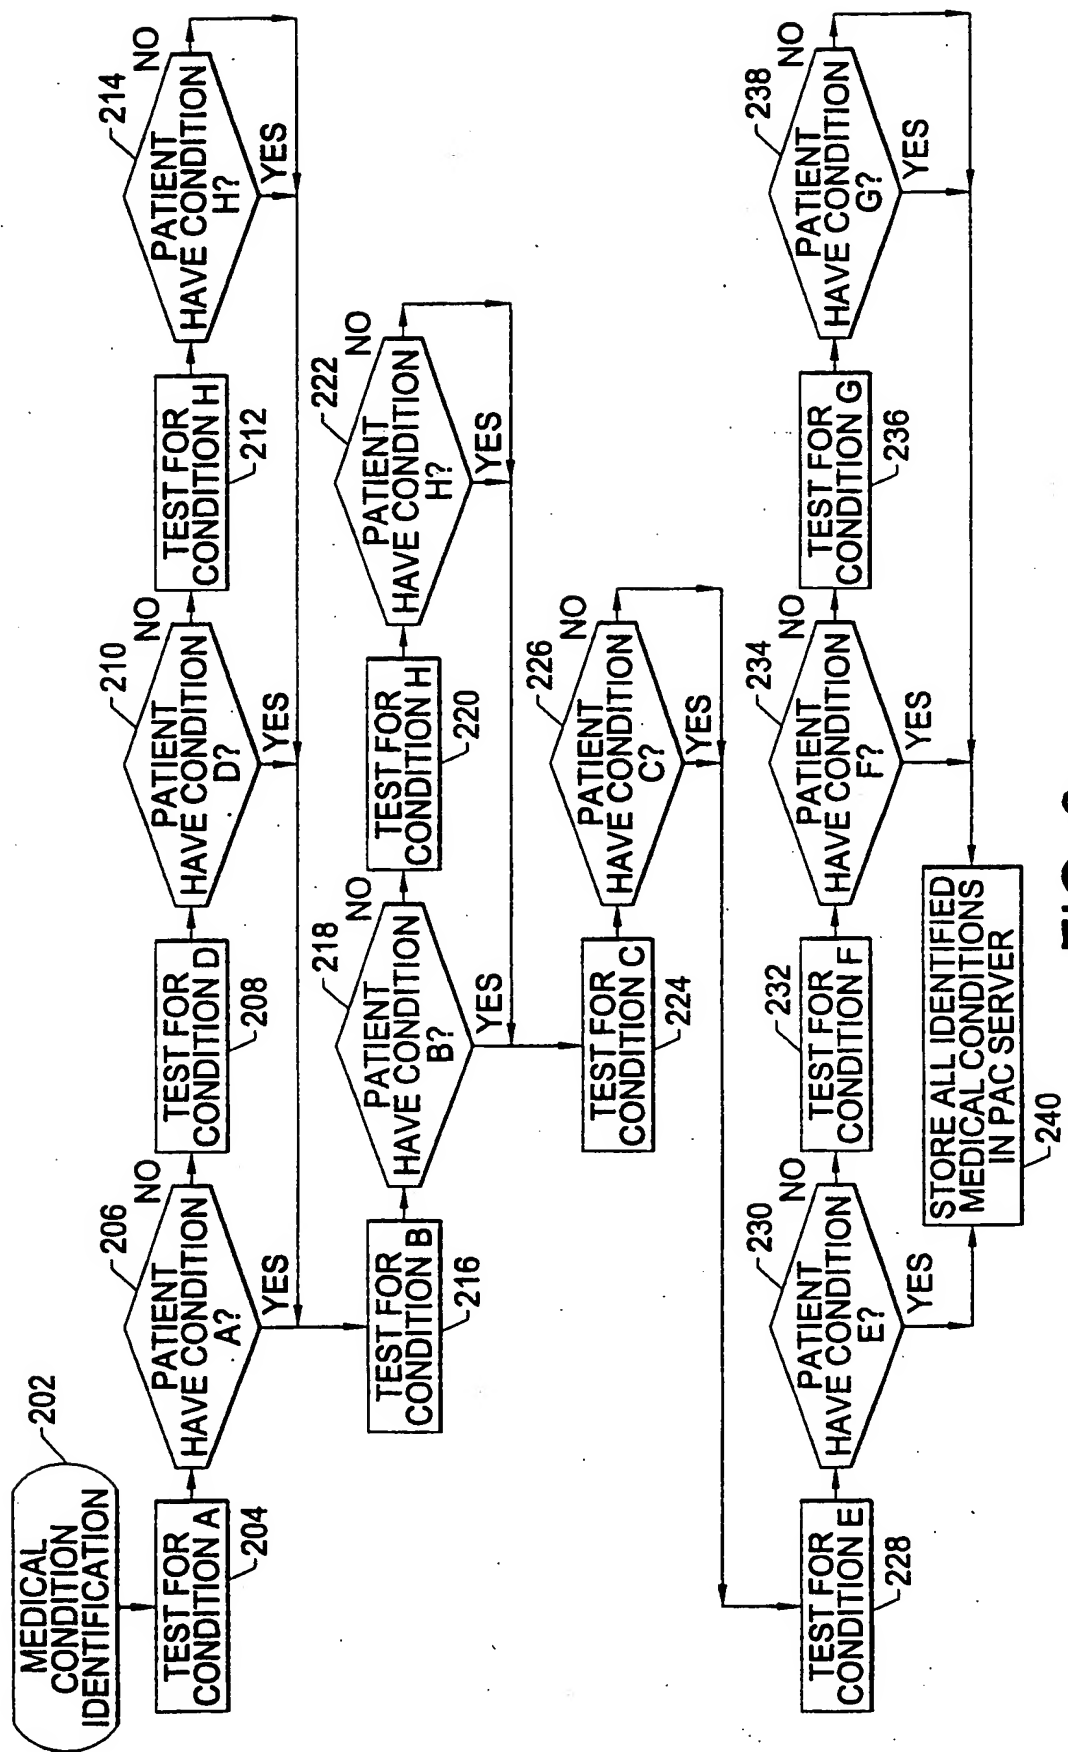 MEDICAL
CONDITION
IDENTIFICATION
202
TEST FOR
CONDITION A
204
PATIENT
HAVE CONDITION
A?
206
NO
YES
TEST FOR
CONDITION D
208
PATIENT
HAVE CONDITION
D?
210
NO
YES
TEST FOR
CONDITION H
212
PATIENT
HAVE CONDITION
H?
214
NO
YES
TEST FOR
CONDITION B
216
PATIENT
HAVE CONDITION
B?
218
NO
YES
TEST FOR
CONDITION H
220
PATIENT
HAVE CONDITION
H?
222
NO
YES
TEST FOR
CONDITION C
224
PATIENT
HAVE CONDITION
C?
226
NO
YES
TEST FOR
CONDITION E
228
PATIENT
HAVE CONDITION
E?
230
NO
YES
TEST FOR
CONDITION F
232
PATIENT
HAVE CONDITION
F?
234
NO
YES
TEST FOR
CONDITION G
236
PATIENT
HAVE CONDITION
G?
238
NO
YES
STORE ALL IDENTIFIED
MEDICAL CONDITIONS
IN PAC SERVER
240